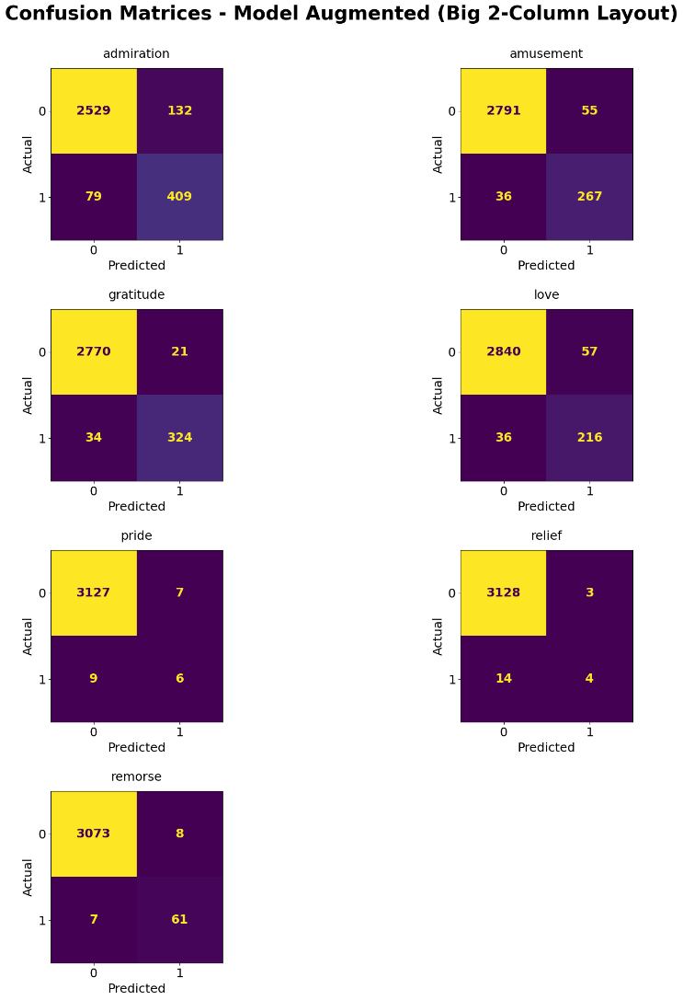 Confusion Matrices - Model Augmented (Big 2-Column Layout)
admiration
0 2529 132
Actual
1 79 409
0 1
Predicted
amusement
0 2791 55
Actual
1 36 267
0 1
Predicted
gratitude
0 2770 21
Actual
1 34 324
0 1
Predicted
love
0 2840 57
Actual
1 36 216
0 1
Predicted
pride
0 3127 7
Actual
1 9 6
0 1
Predicted
relief
0 3128 3
Actual
1 14 4
0 1
Predicted
remorse
0 3073 8
Actual
1 7 61
0 1
Predicted